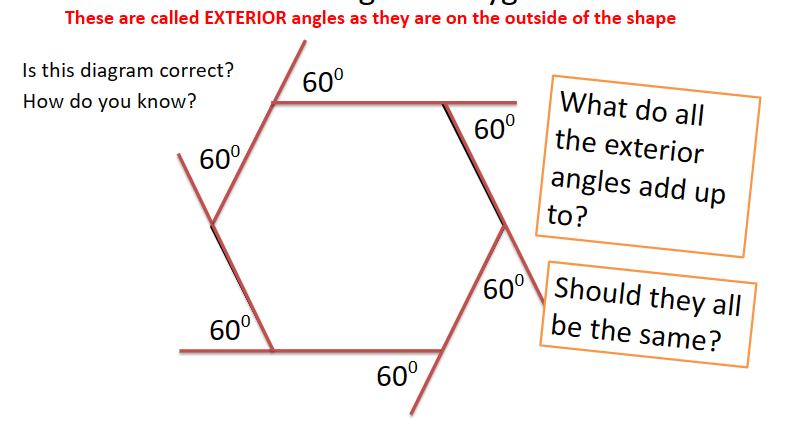 These are called EXTERIOR angles as they are on the outside of the shape
Is this diagram correct?
How do you know?
60⁰
60⁰
60⁰
60⁰
60⁰
60⁰
What do all
the exterior
angles add up
to?
Should they all
be the same?